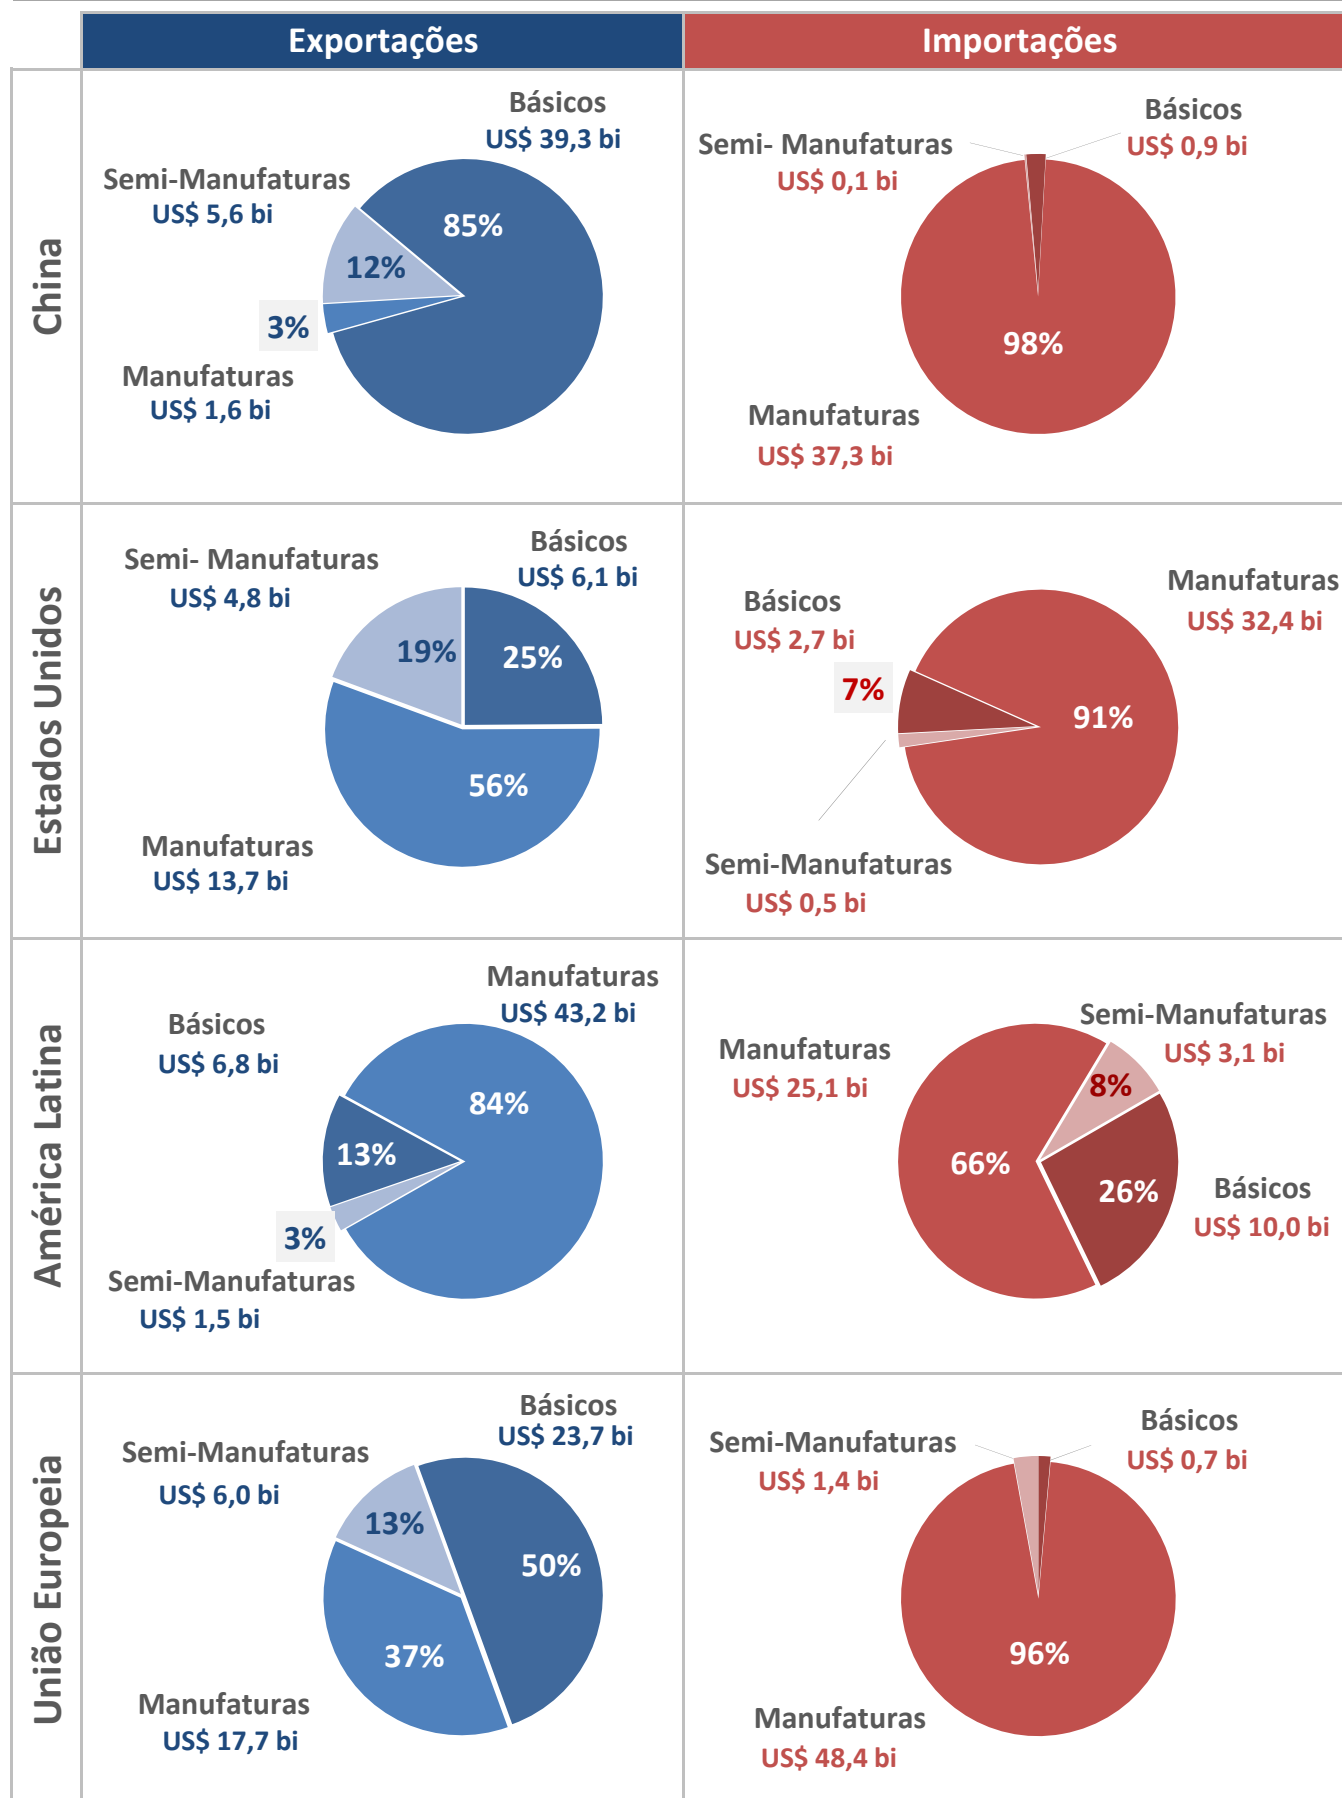 Exportações
Importações
China
Básicos
US$ 39,3 bi
Semi-Manufaturas
US$ 5,6 bi
85%
12%
3%
Manufaturas
US$ 1,6 bi
Básicos
US$ 0,9 bi
Semi- Manufaturas
US$ 0,1 bi
98%
Manufaturas
US$ 37,3 bi
Estados Unidos
Básicos
US$ 6,1 bi
Semi- Manufaturas
US$ 4,8 bi
19%
25%
56%
Manufaturas
US$ 13,7 bi
Manufaturas
US$ 32,4 bi
Básicos
US$ 2,7 bi
7%
91%
Semi-Manufaturas
US$ 0,5 bi
América Latina
Manufaturas
US$ 43,2 bi
Básicos
US$ 6,8 bi
84%
13%
3%
Semi-Manufaturas
US$ 1,5 bi
Semi-Manufaturas
US$ 3,1 bi
Manufaturas
US$ 25,1 bi
8%
66%
26%
Básicos
US$ 10,0 bi
União Europeia
Básicos
US$ 23,7 bi
Semi-Manufaturas
US$ 6,0 bi
13%
50%
37%
Manufaturas
US$ 17,7 bi
Básicos
US$ 0,7 bi
Semi-Manufaturas
US$ 1,4 bi
96%
Manufaturas
US$ 48,4 bi